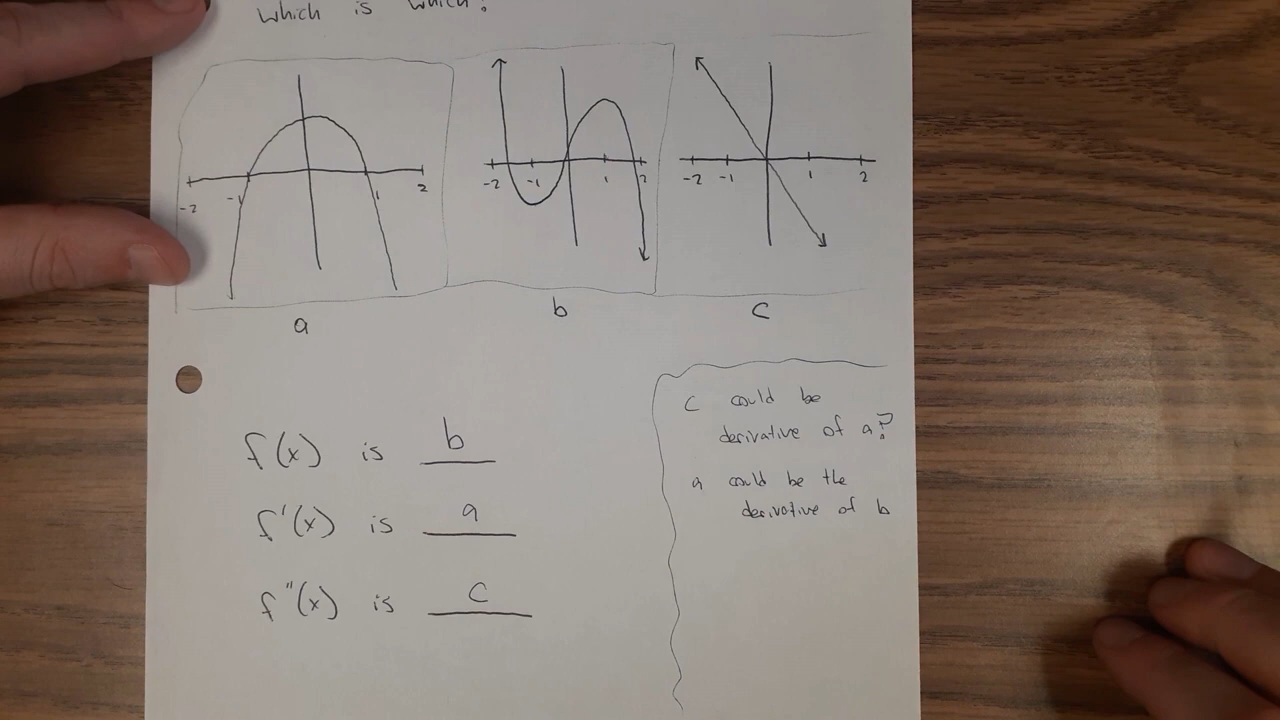 which is which?
-2 -1 1 2
-2 -1 1 2
-2 -1 1 2
a b c
f(x) is b
f'(x) is a
f"(x) is c
c could be
derivative of a?
a could be the
derivative of b